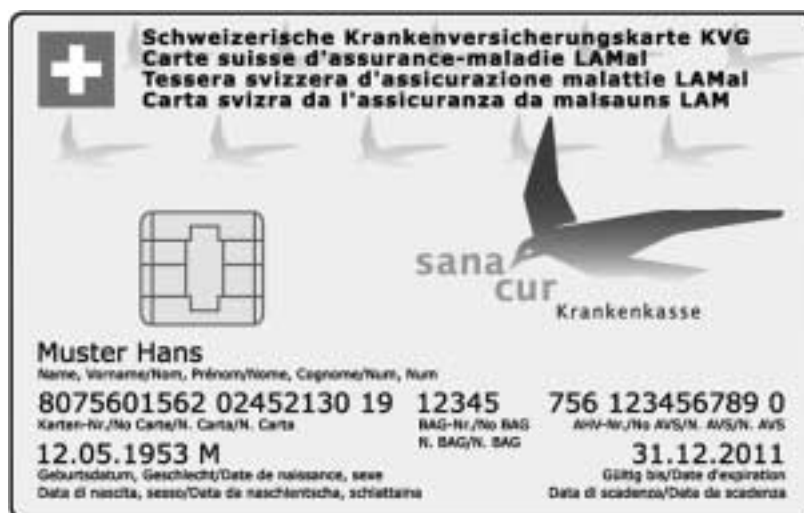 Schweizerische Krankenversicherungskarte KVG
Carte suisse d'assurance-maladie LAMal
Tessera svizzera d'assicurazione malattie LAMal
Carta svizra da l'assicuranza da malsauns LAM
sana
cur
Krankenkasse
Muster Hans
Name, Vorname/Nom, Prénom/Nome, Cognome/Num, Num
8075601562 02452130 19 12345 756 123456789 0
Karten-Nr./No Carte/N. Carta/N. Carta BAG-Nr./No BAG AHV-Nr./No AVS/N. AVS/N. AVS
N. BAG/N. BAG
12.05.1953 M 31.12.2011
Geburtsdatum, Geschlecht/Date de naissance, sexe Gültig bis/Date d'expiration
Data di nascita, sesso/Data da naschientscha, schlattaina Data di scadenza/Data da scadenza